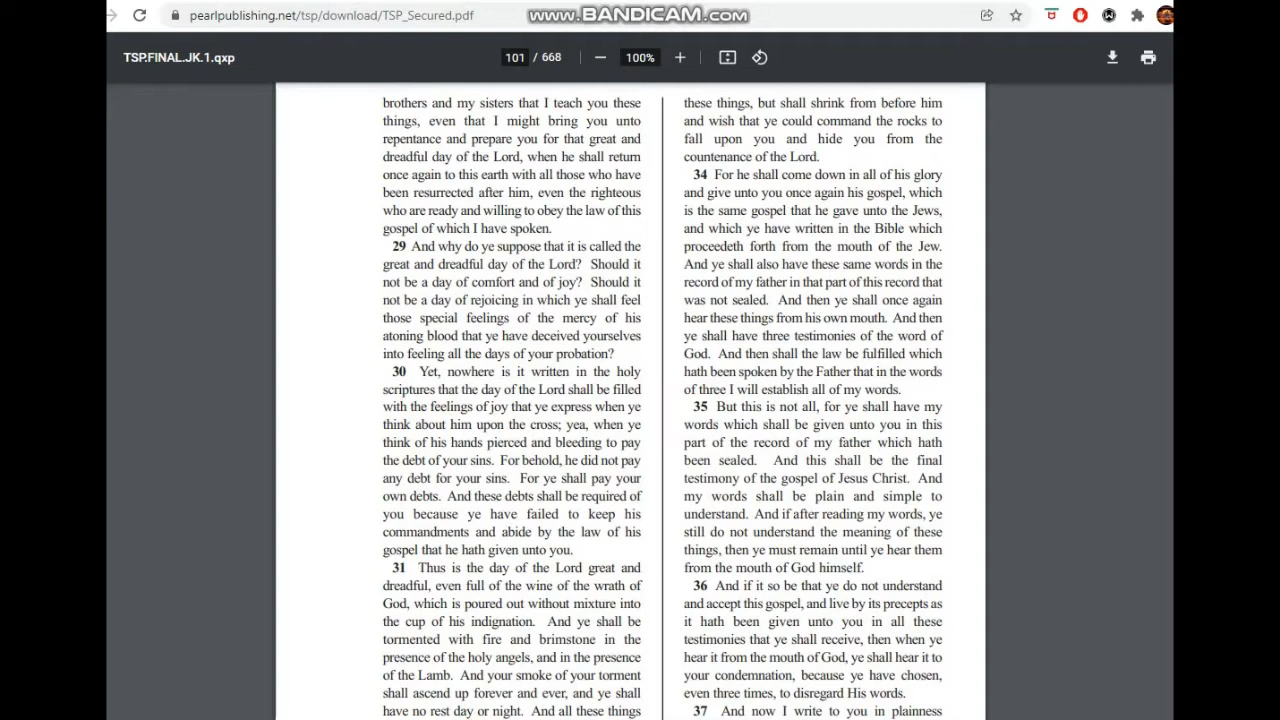 pearlpublishing.net/tsp/download/TSP_Secured.pdf
www.BANDICAM.com
TSP.FINAL.JK.1.qxp
101 / 668
100%
brothers and my sisters that I teach you these
things, even that I might bring you unto
repentance and prepare you for that great and
dreadful day of the Lord, when he shall return
once again to this earth with all those who have
been resurrected after him, even the righteous
who are ready and willing to obey the law of this
gospel of which I have spoken.
29 And why do ye suppose that it is called the
great and dreadful day of the Lord? Should it
not be a day of comfort and of joy? Should it
not be a day of rejoicing in which ye shall feel
those special feelings of the mercy of his
atoning blood that ye have deceived yourselves
into feeling all the days of your probation?
30 Yet, nowhere is it written in the holy
scriptures that the day of the Lord shall be filled
with the feelings of joy that ye express when ye
think about him upon the cross; yea, when ye
think of his hands pierced and bleeding to pay
the debt of your sins. For behold, he did not pay
any debt for your sins. For ye shall pay your
own debts. And these debts shall be required of
you because ye have failed to keep his
commandments and abide by the law of his
gospel that he hath given unto you.
31 Thus is the day of the Lord great and
dreadful, even full of the wine of the wrath of
God, which is poured out without mixture into
the cup of his indignation. And ye shall be
tormented with fire and brimstone in the
presence of the holy angels, and in the presence
of the Lamb. And your smoke of your torment
shall ascend up forever and ever, and ye shall
have no rest day or night. And all these things
these things, but shall shrink from before him
and wish that ye could command the rocks to
fall upon you and hide you from the
countenance of the Lord.
34 For he shall come down in all of his glory
and give unto you once again his gospel, which
is the same gospel that he gave unto the Jews,
and which ye have written in the Bible which
proceedeth forth from the mouth of the Jew.
And ye shall also have these same words in the
record of my father in that part of this record that
was not sealed. And then ye shall once again
hear these things from his own mouth. And then
ye shall have three testimonies of the word of
God. And then shall the law be fulfilled which
hath been spoken by the Father that in the words
of three I will establish all of my words.
35 But this is not all, for ye shall have my
words which shall be given unto you in this
part of the record of my father which hath
been sealed. And this shall be the final
testimony of the gospel of Jesus Christ. And
my words shall be plain and simple to
understand. And if after reading my words, ye
still do not understand the meaning of these
things, then ye must remain until ye hear them
from the mouth of God himself.
36 And if it so be that ye do not understand
and accept this gospel, and live by its precepts as
it hath been given unto you in all these
testimonies that ye shall receive, then when ye
hear it from the mouth of God, ye shall hear it to
your condemnation, because ye have chosen,
even three times, to disregard His words.
37 And now I write to you in plainness